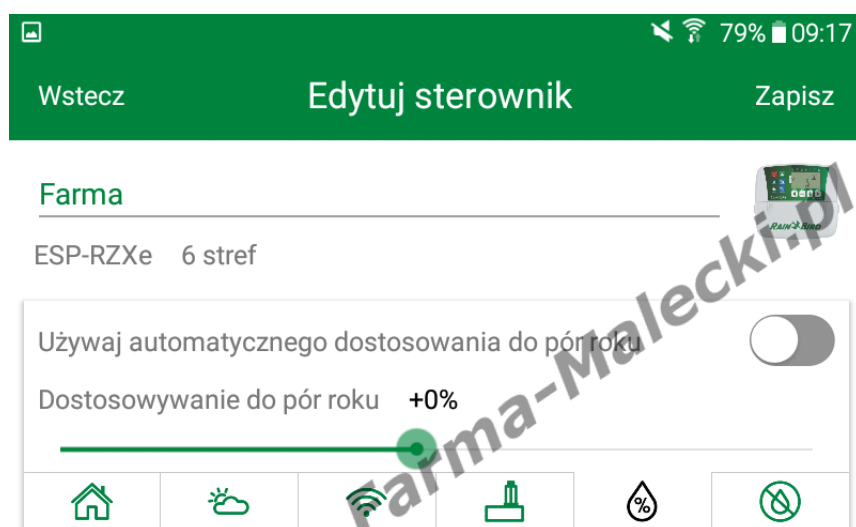 79% 09:17
Wstecz Edytuj sterownik Zapisz
Farma
RAIN BIRD
ESP-RZXe 6 stref
Używaj automatycznego dostosowania do pór roku
Dostosowywanie do pór roku +0%
%
Farma-Malecki.pl